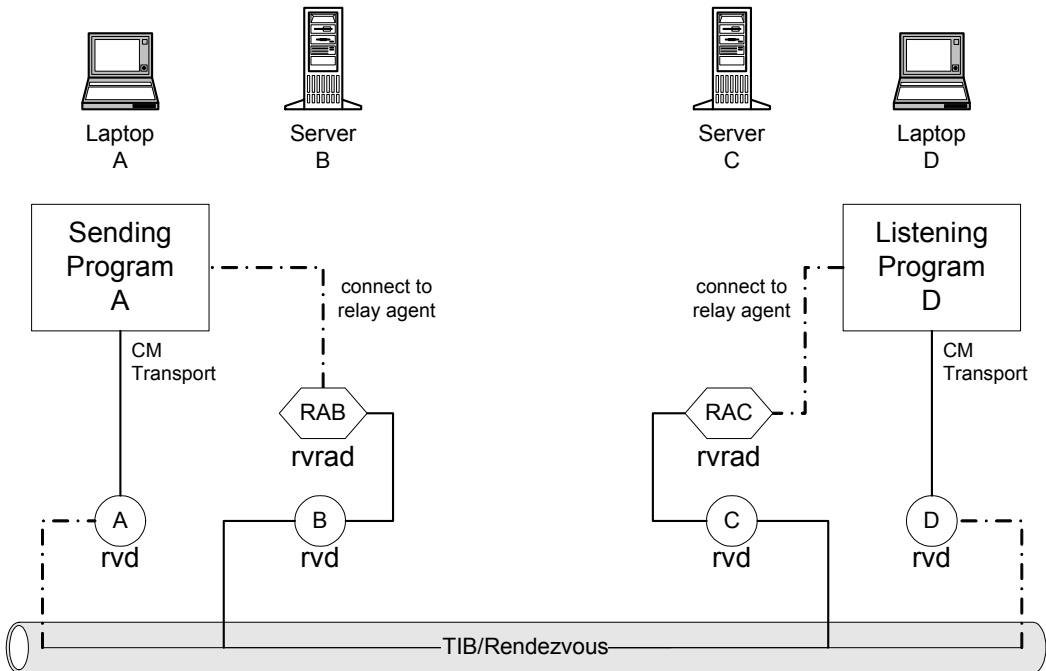 Laptop
A
Server
B
Server
C
Laptop
D
Sending
Program
A
connect to
relay agent
connect to
relay agent
Listening
Program
D
CM
Transport
CM
Transport
RAB
rvrad
RAC
rvrad
A
rvd
B
rvd
C
rvd
D
rvd
TIB/Rendezvous